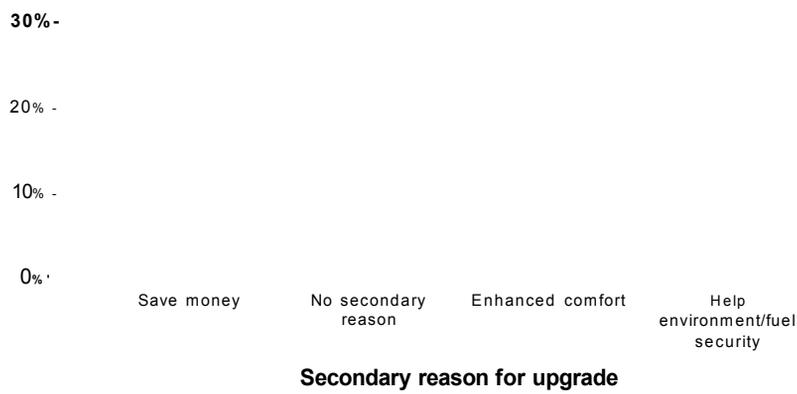 30%-
20% -
10% -
0% '
Save money
No secondary
reason
Enhanced comfort
Help
environment/fuel
security
Secondary reason for upgrade